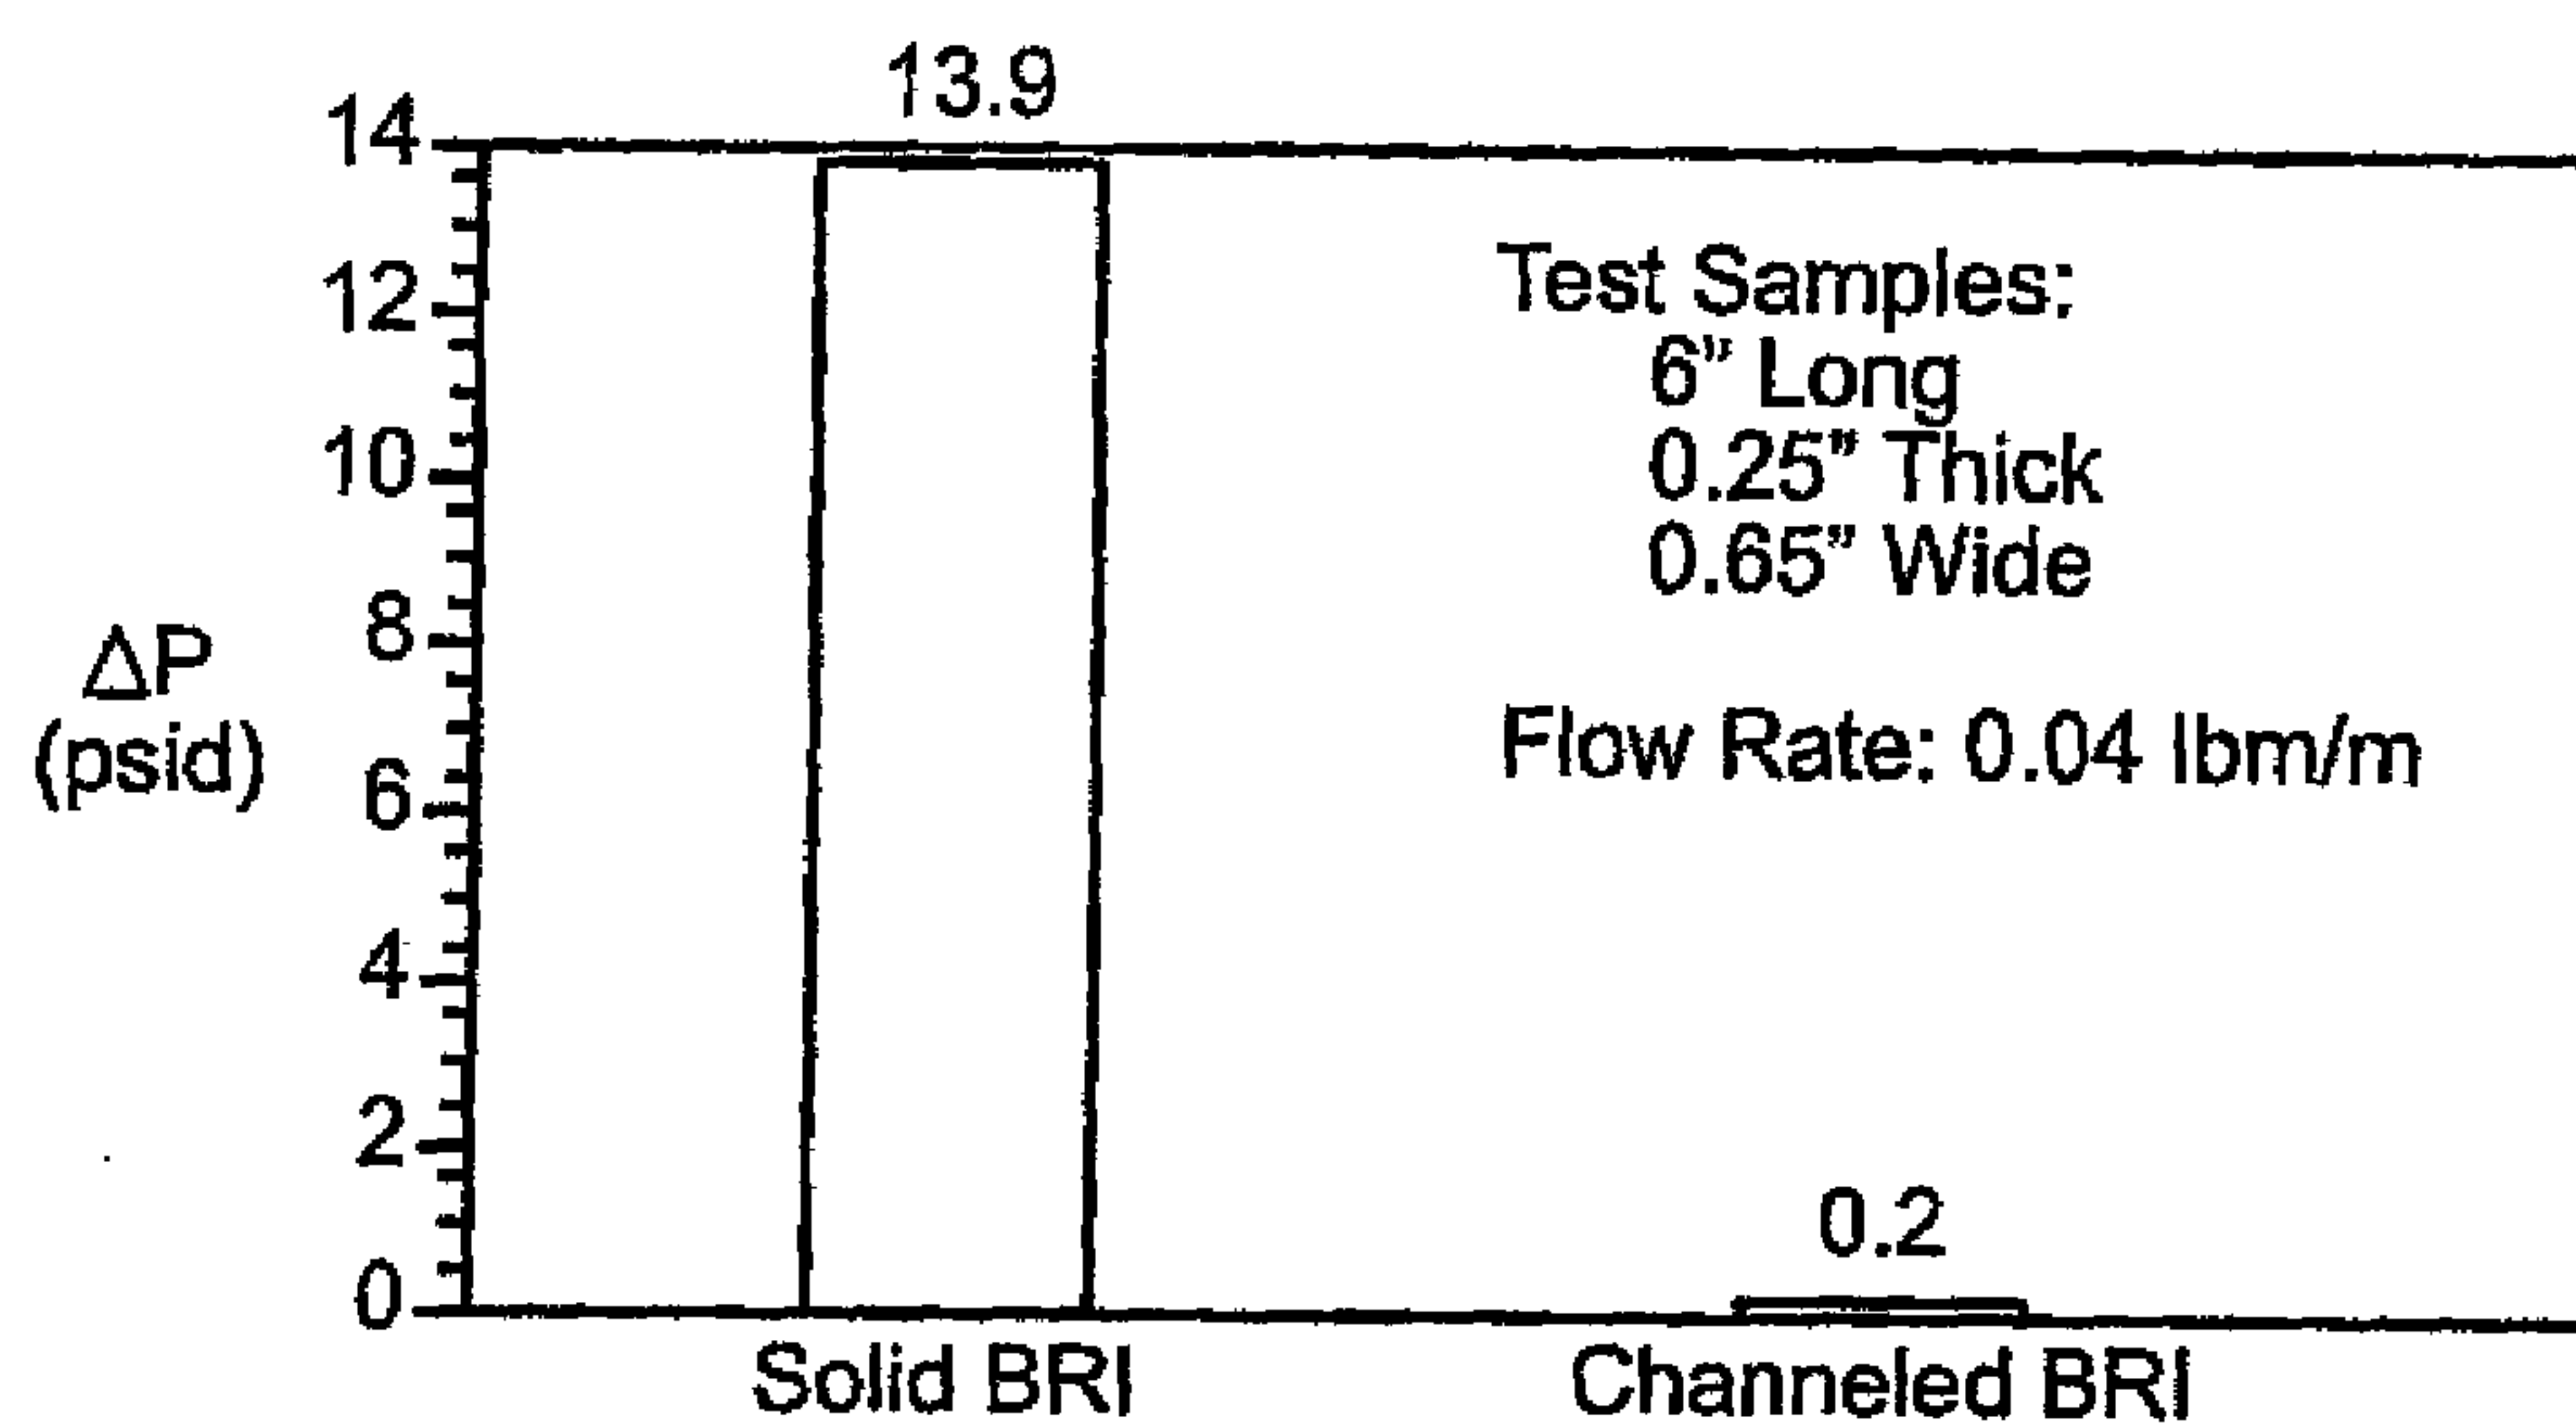 13.9
14
12
10
8
6
4
2
0
ΔP
(psid)
Test Samples:
6” Long
0.25” Thick
0.65” Wide
Flow Rate: 0.04 lbm/m
0.2
Solid BRI
Channeled BRI